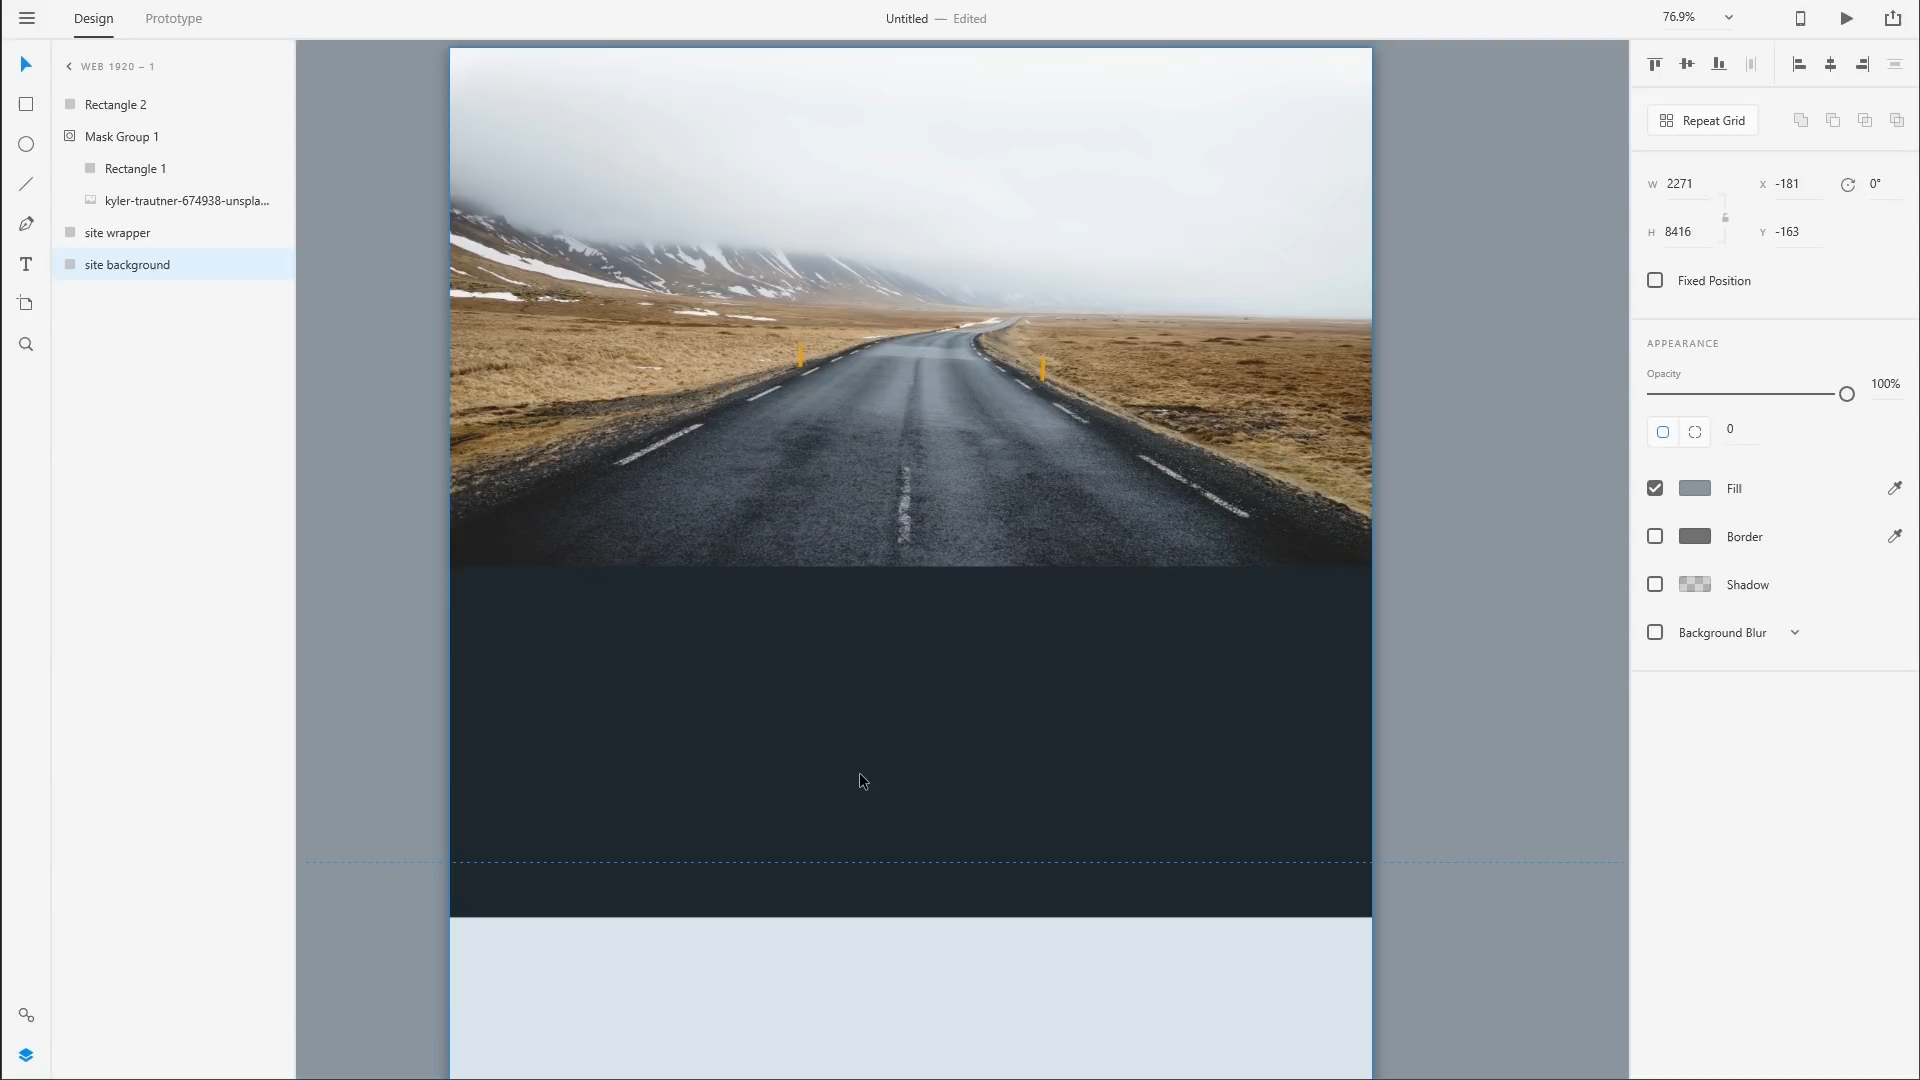 Design Prototype Untitled — Edited 76.9%
WEB 1920 – 1
Rectangle 2
Mask Group 1
Rectangle 1
kyler-trautner-674938-unspla...
site wrapper
site background
Repeat Grid
W 2271 X -181 0°
H 8416 Y -163
Fixed Position
APPEARANCE
Opacity
100%
0
Fill
Border
Shadow
Background Blur